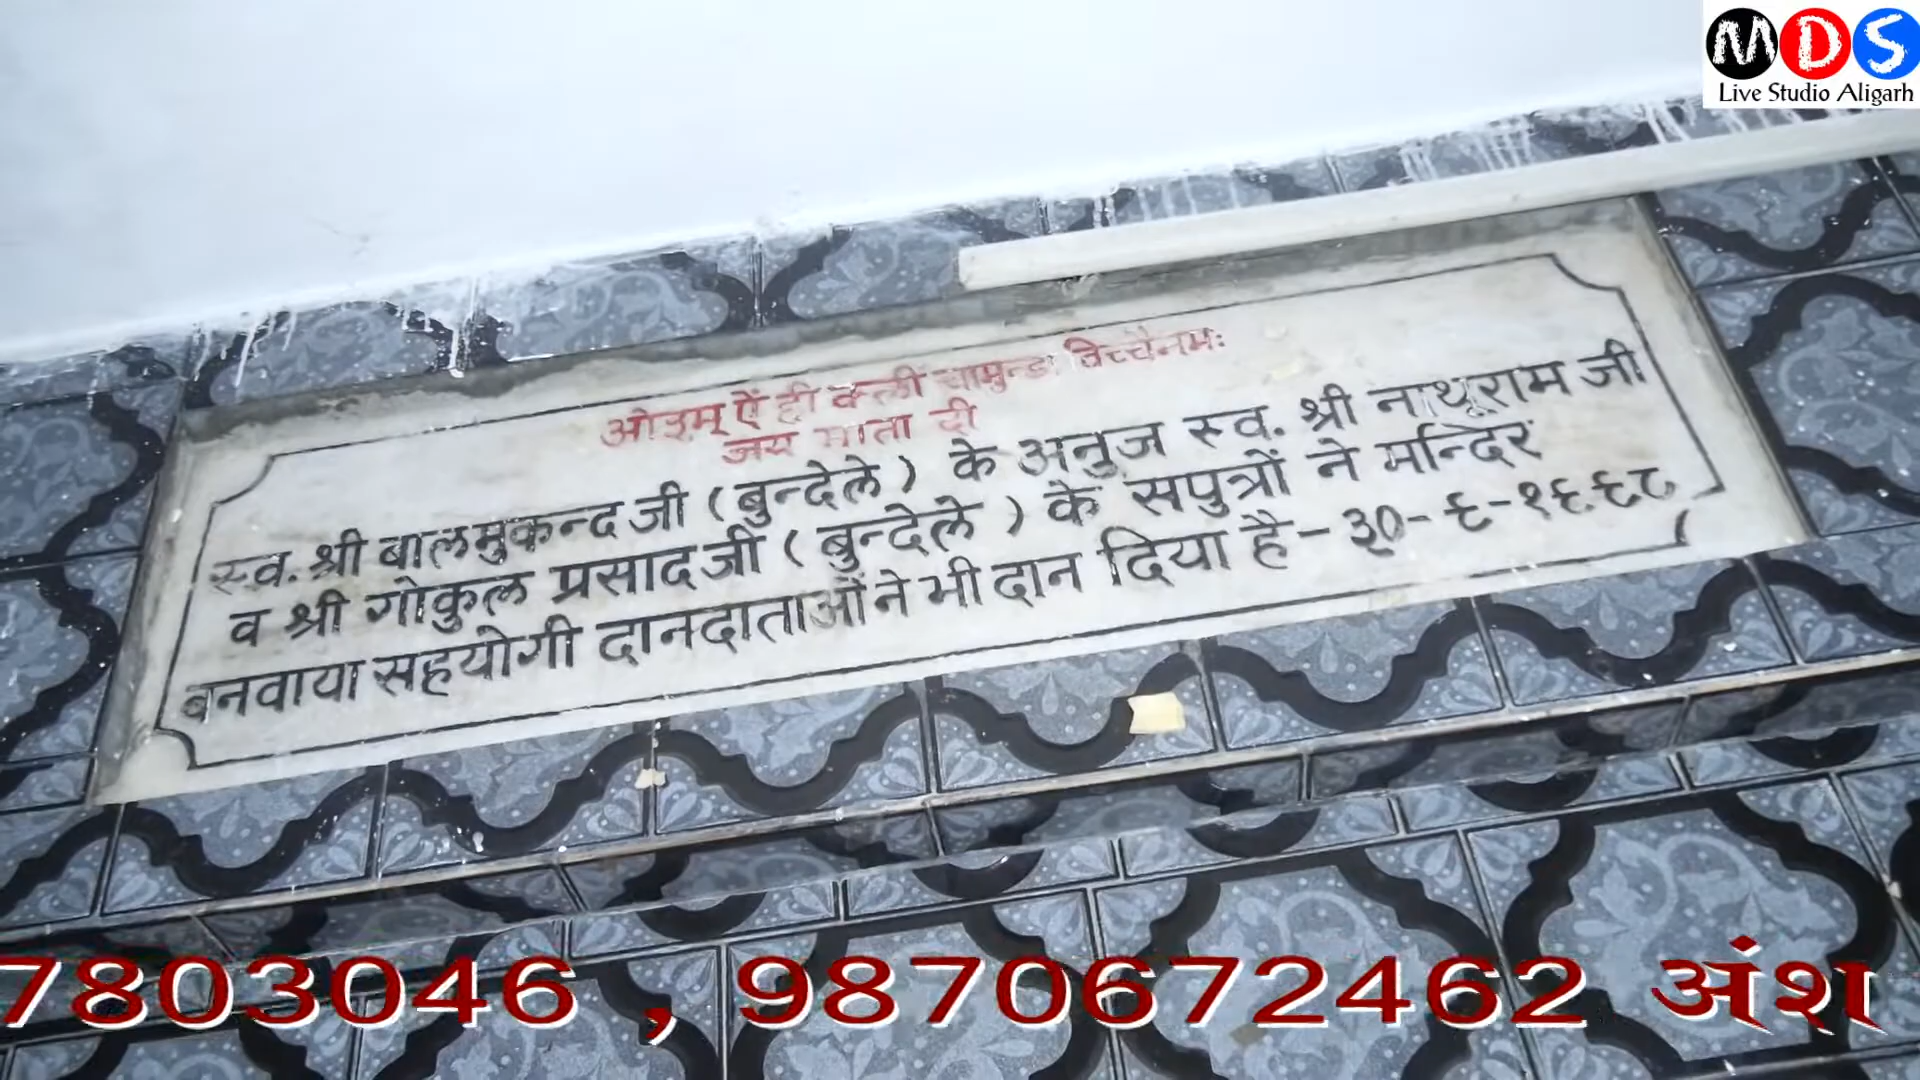 MDS
Live Studio Aligarh
ओ३म् ऐं ह्री क्ली चामुन्डा विच्चैनमः
जय माता दी
स्व. श्री बालमुकन्द जी ( बुन्देले ) के अनुज स्व. श्री नाथूराम जी
व श्री गोकुल प्रसाद जी ( बुन्देले ) के सपुत्रों ने मन्दिर
बनवाया सहयोगी दानदाताओं ने भी दान दिया है - ३०-६-१९९८
7803046 , 9870672462 अंश